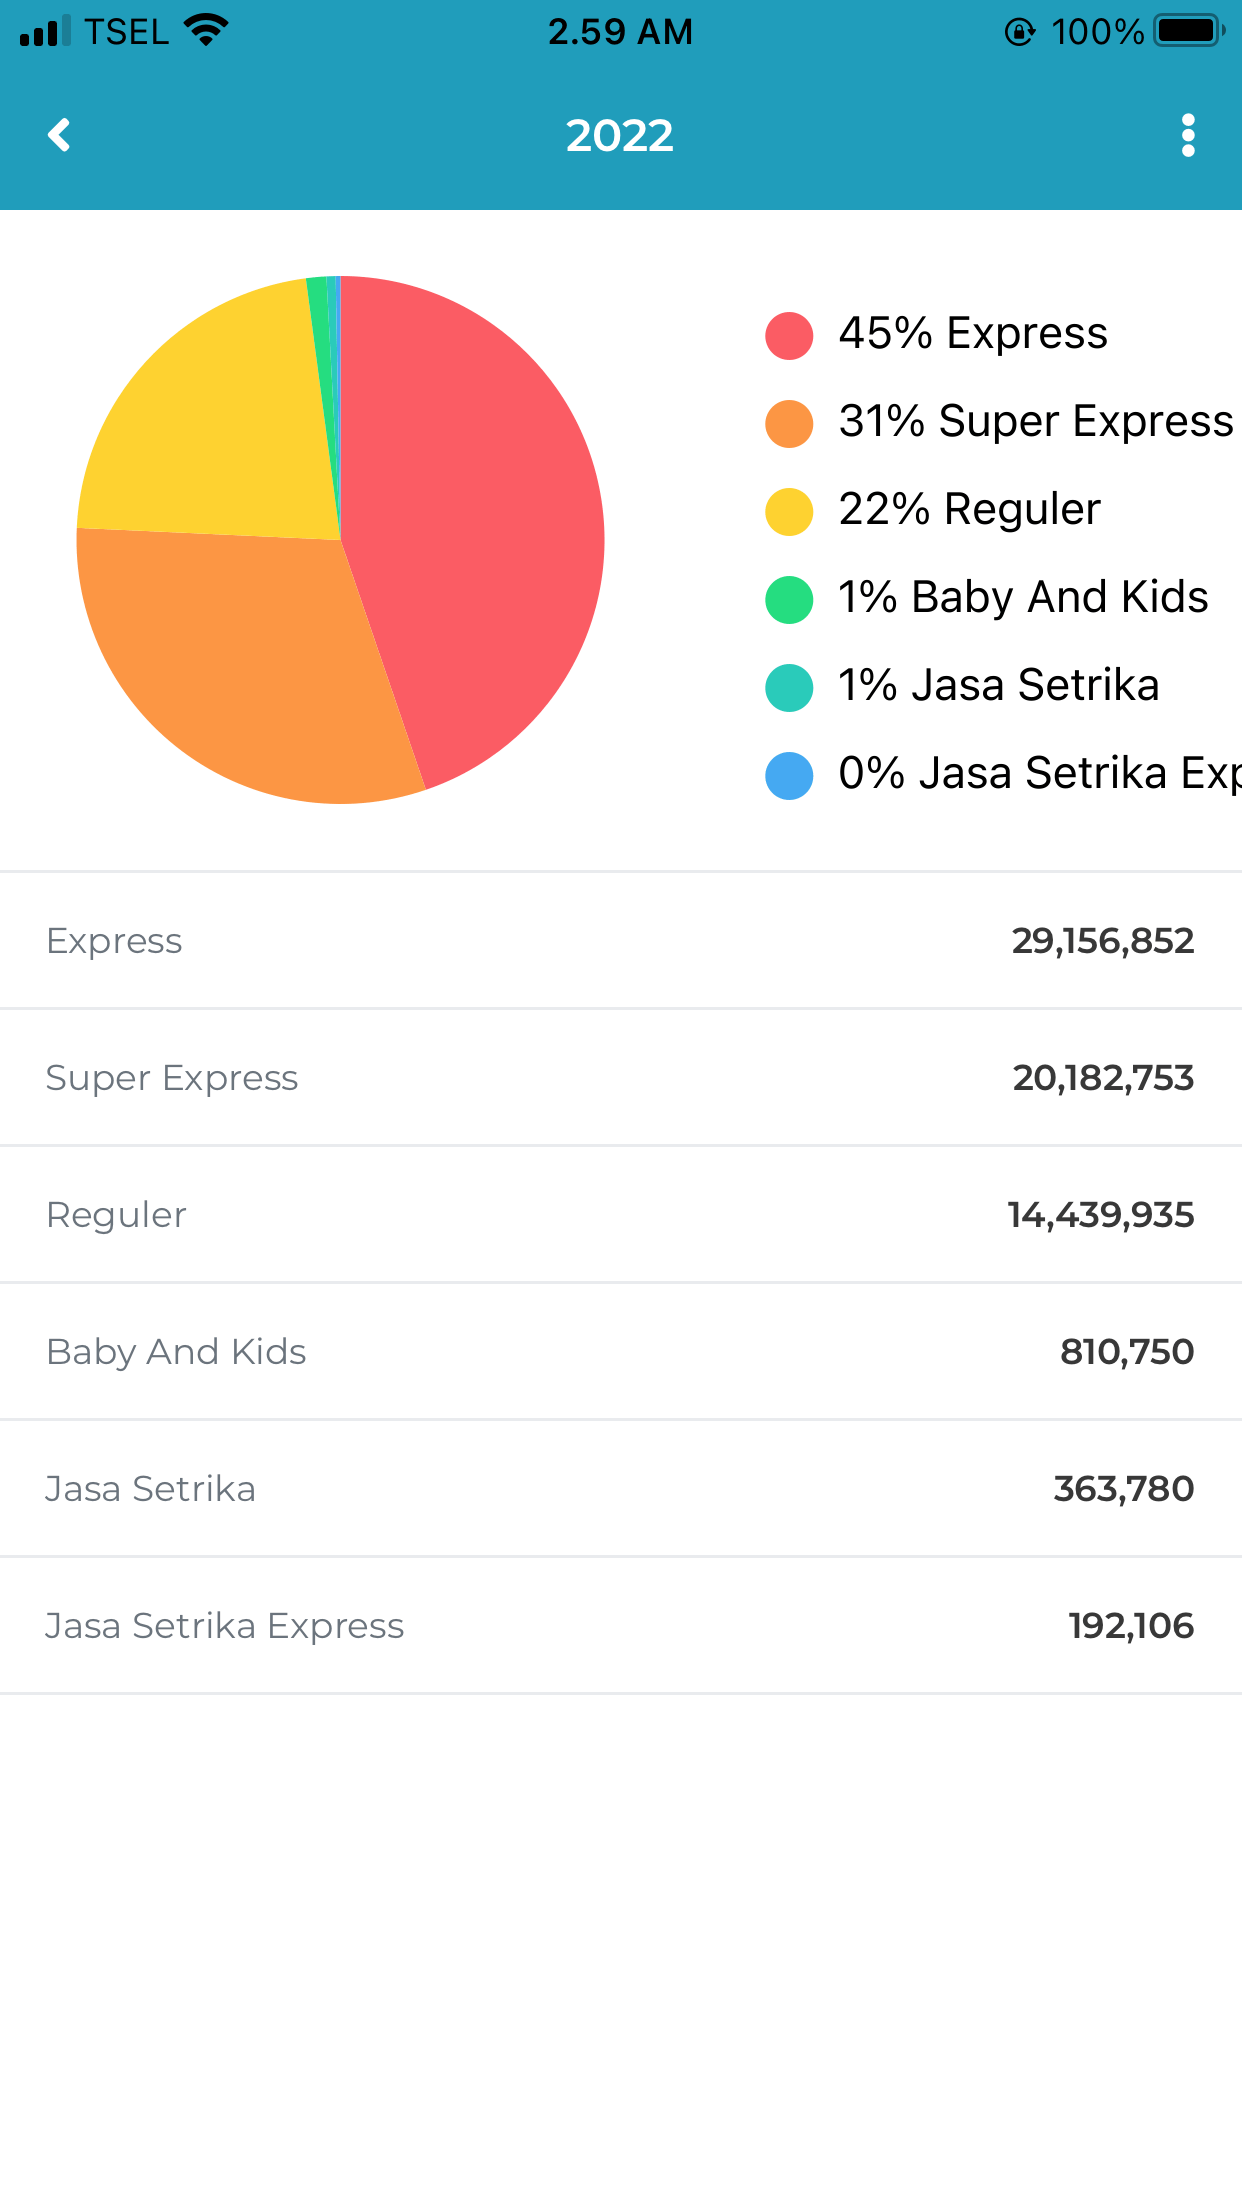 TSEL 2.59 AM 100%
2022
45% Express
31% Super Express
22% Reguler
1% Baby And Kids
1% Jasa Setrika
0% Jasa Setrika Exp
Express 29,156,852
Super Express 20,182,753
Reguler 14,439,935
Baby And Kids 810,750
Jasa Setrika 363,780
Jasa Setrika Express 192,106